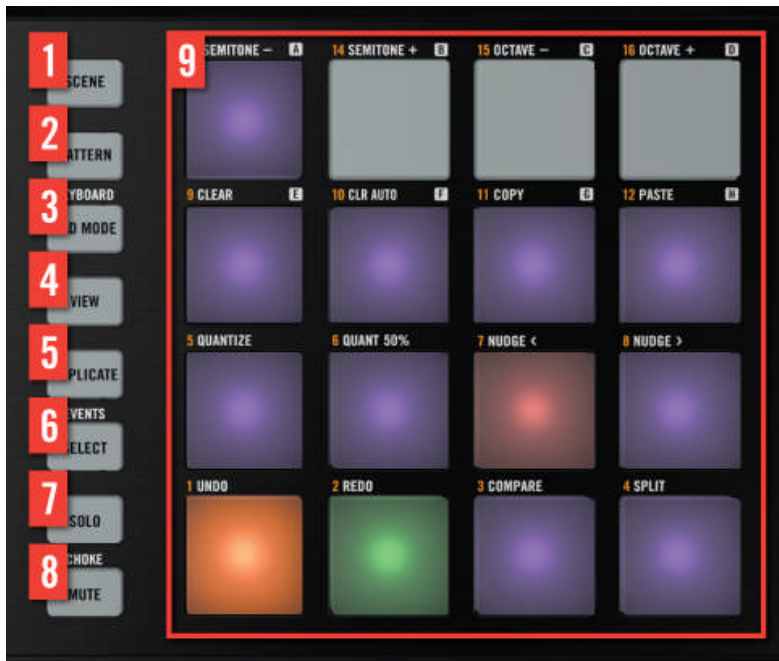 1
SCENE
2
ATTERN
YBOARD
3
D MODE
4
VIEW
5
PLICATE
VENTS
6
ELECT
7
SOLO
CHOKE
8
MUTE
9
SEMITONE – A
14 SEMITONE + B
15 OCTAVE – C
16 OCTAVE + D
9 CLEAR E
10 CLR AUTO F
11 COPY G
12 PASTE H
5 QUANTIZE
6 QUANT 50%
7 NUDGE <
8 NUDGE >
1 UNDO
2 REDO
3 COMPARE
4 SPLIT